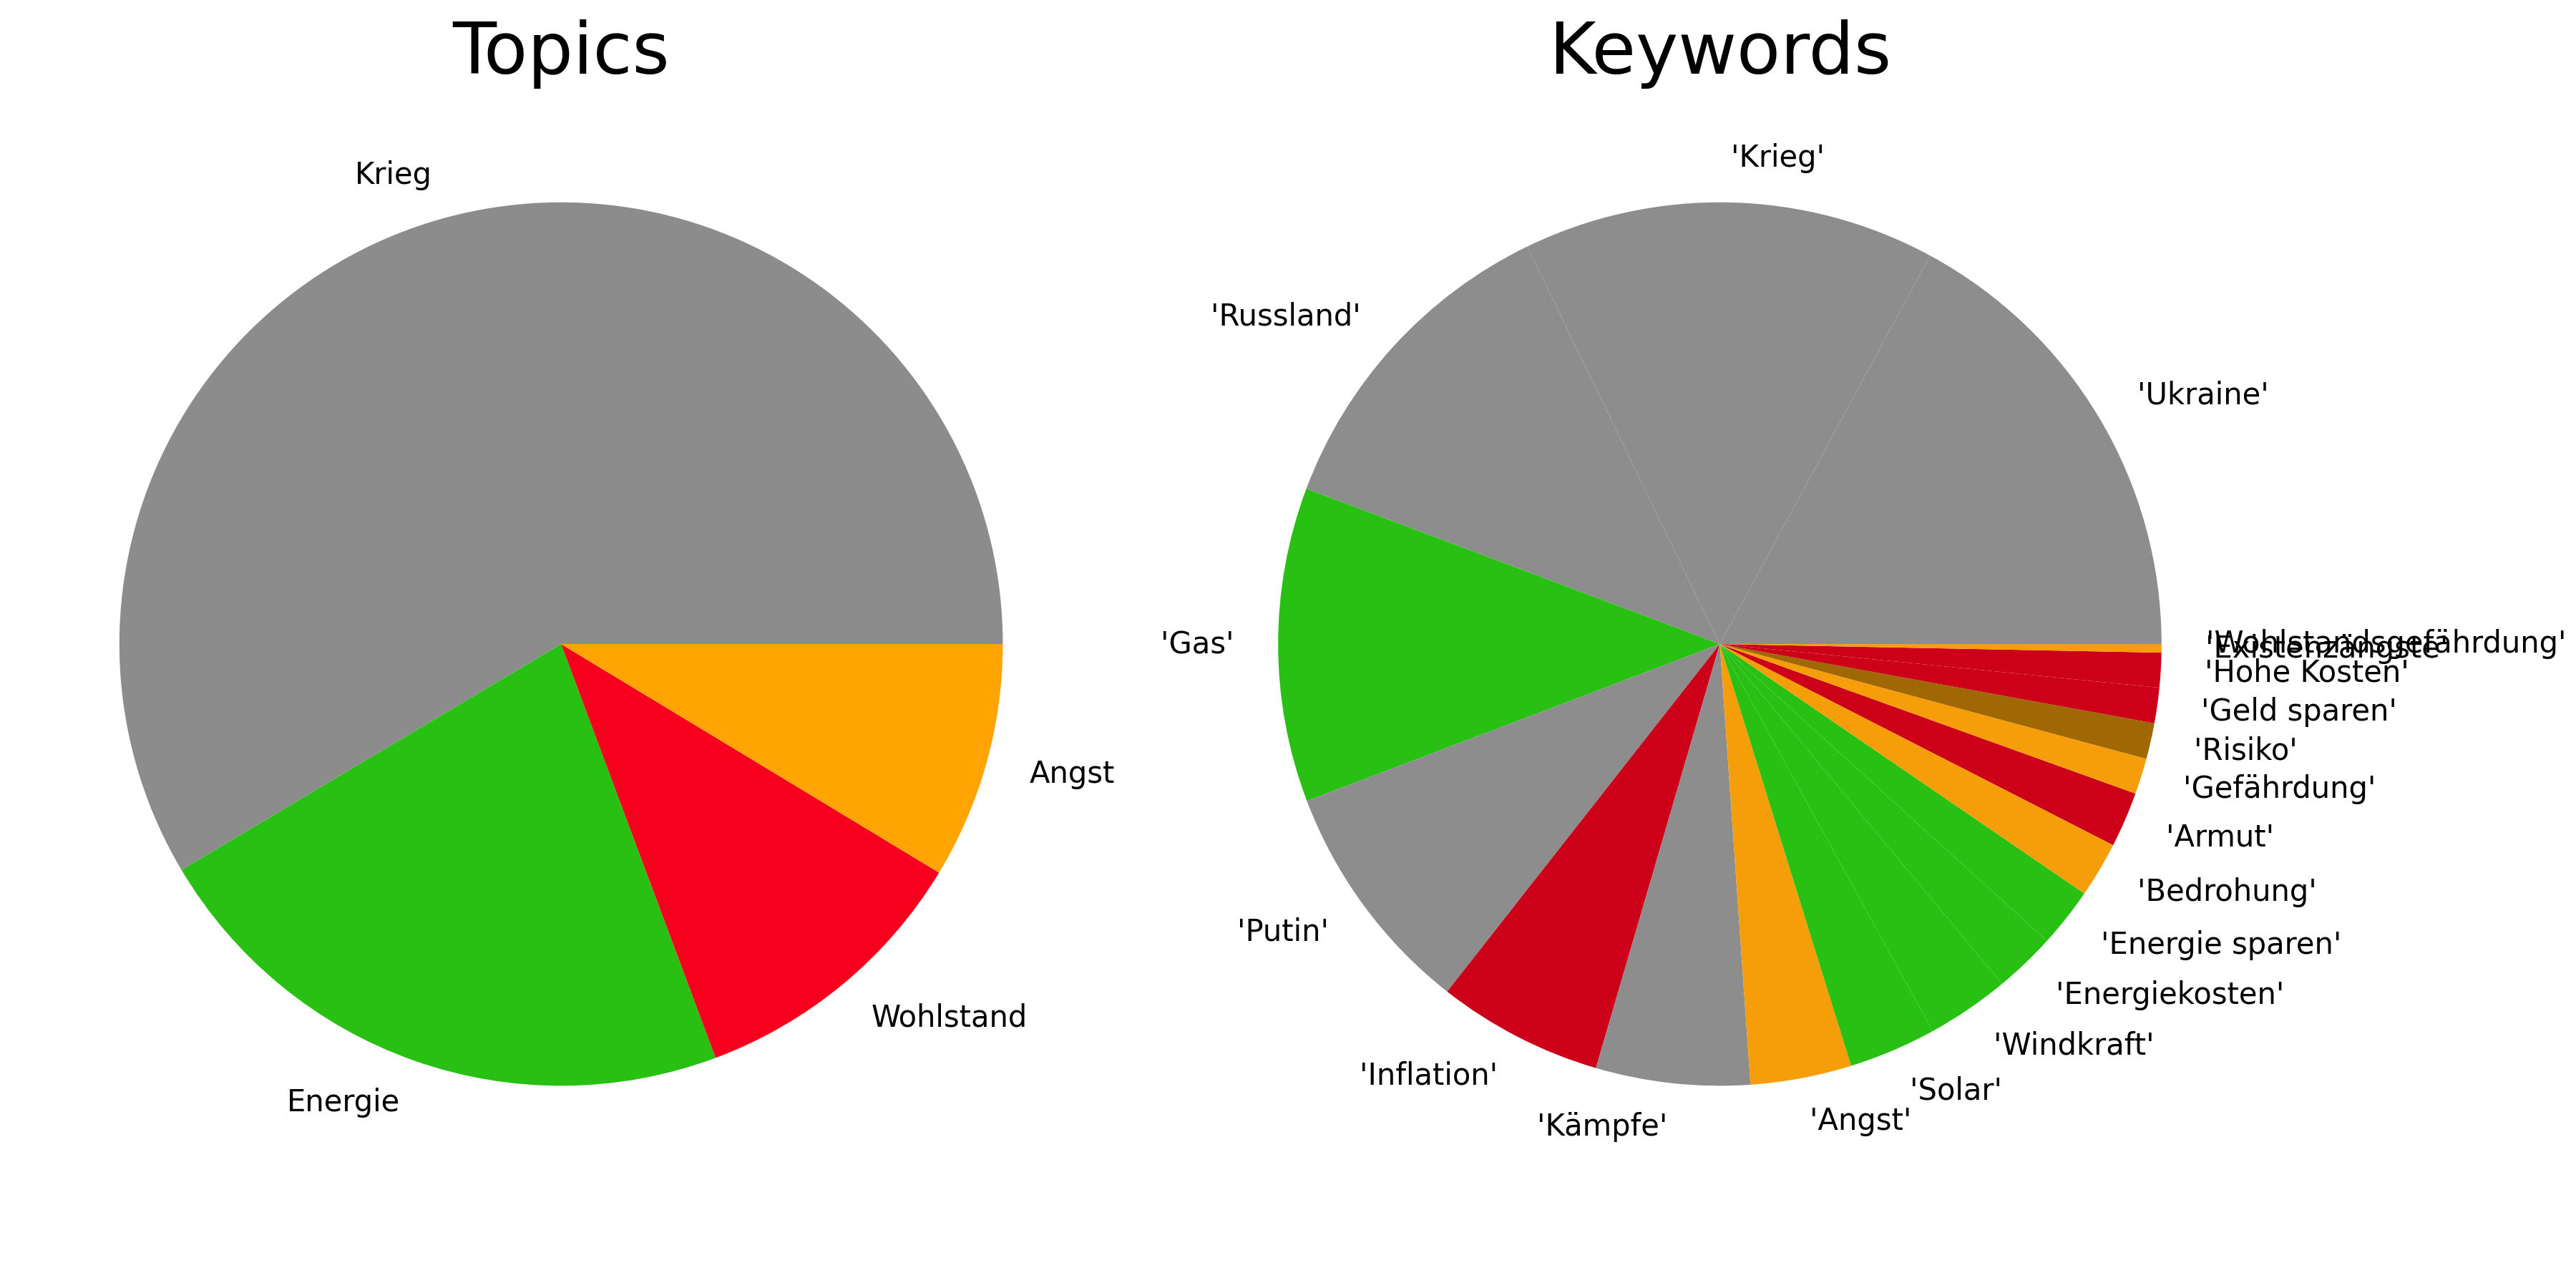 Topics
Krieg
Energie
Wohlstand
Angst
Keywords
'Ukraine'
'Krieg'
'Russland'
'Gas'
'Putin'
'Inflation'
'Kämpfe'
'Angst'
'Solar'
'Windkraft'
'Energiekosten'
'Energie sparen'
'Bedrohung'
'Armut'
'Gefährdung'
'Risiko'
'Geld sparen'
'Hohe Kosten'
'Existenzängste'
'Wohlstandsgefährdung'